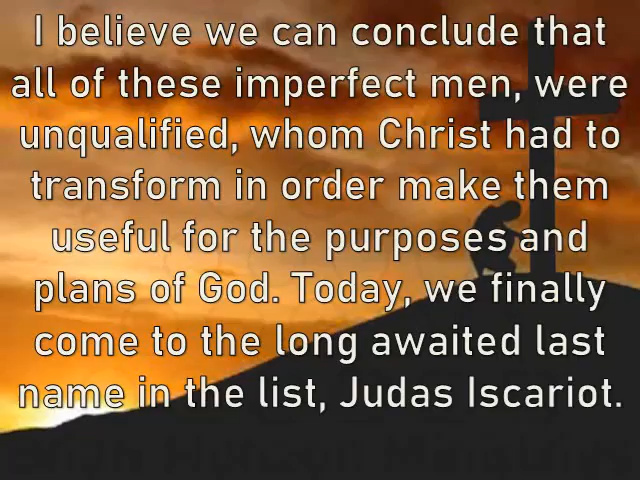 I believe we can conclude that
all of these imperfect men, were
unqualified, whom Christ had to
transform in order make them
useful for the purposes and
plans of God. Today, we finally
come to the long awaited last
name in the list, Judas Iscariot.